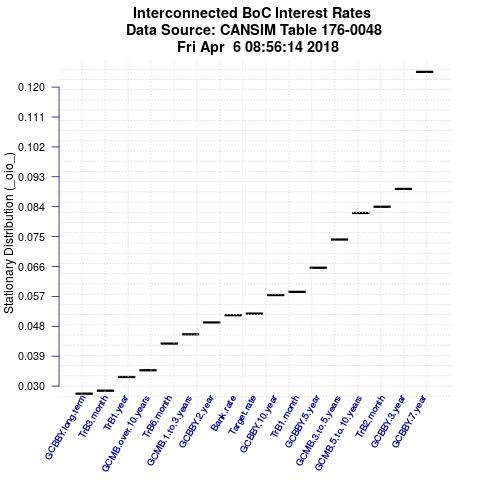 Interconnected BoC Interest Rates
Data Source: CANSIM Table 176-0048
Fri Apr  6 08:56:14 2018
Stationary Distribution (_oio_)
0.120
0.111
0.102
0.093
0.084
0.075
0.066
0.057
0.048
0.039
0.030
GCBBY.long.term
TrB3.month
TrB1.year
GCMB.over.10.years
TrB6.month
GCMB.1.to.3.years
GCBBY.2.year
Bank.rate
Target.rate
GCBBY.10.year
TrB1.month
GCBBY.5.year
GCMB.3.to.5.years
GCMB.5.to.10.years
TrB2.month
GCBBY.3.year
GCBBY.7.year